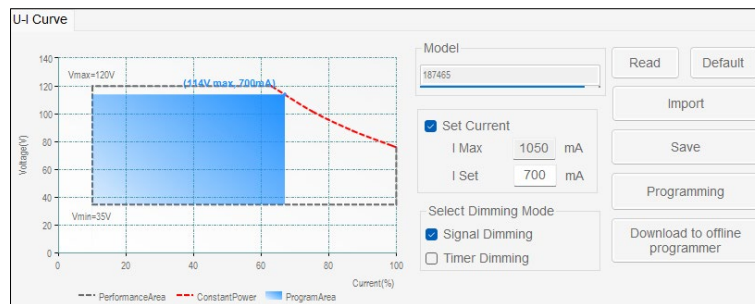 U-I Curve
140
120
100
80
60
40
20
0
Voltage(V)
Vmax=120V
(114V max, 700mA)
Vmin=35V
0
20
40
60
80
100
Current(%)
PerformanceArea
ConstantPower
ProgramArea
Model
187465
Set Current
I Max 1050 mA
I Set 700 mA
Select Dimming Mode
Signal Dimming
Timer Dimming
Read
Default
Import
Save
Programming
Download to offline
programmer